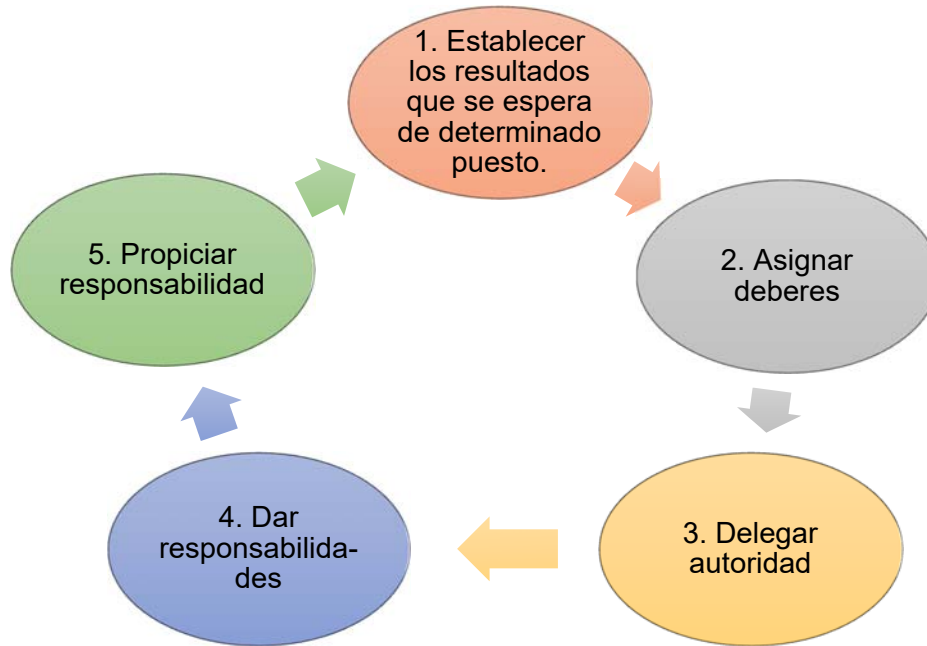 1. Establecer
los resultados
que se espera
de determinado
puesto.
2. Asignar
deberes
3. Delegar
autoridad
4. Dar
responsabilida-
des
5. Propiciar
responsabilidad